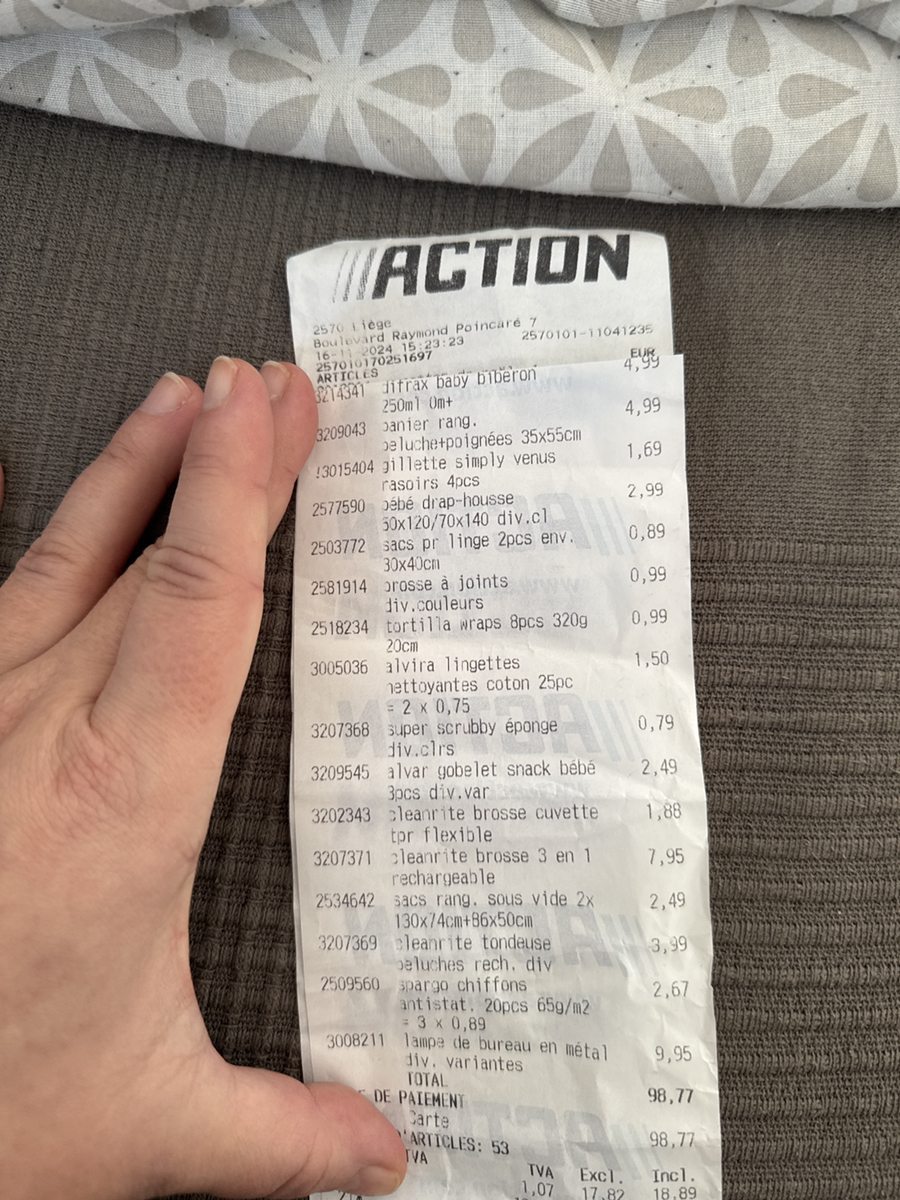 ACTION
2570 Liège
Boulevard Raymond Poincaré 7
16-11-2024 15:23:23 2570101-11041235
257010170251697
ARTICLES EUR
3214341 difrax baby biberon 4,99
250ml 0m+
3209043 panier rang. 4,99
peluche+poignées 35x55cm
!3015404 gillette simply venus 1,69
rasoirs 4pcs
2577590 bébé drap-housse 2,99
60x120/70x140 div.cl
2503772 sacs pr linge 2pcs env. 0,89
30x40cm
2581914 brosse à joints 0,99
div.couleurs
2518234 tortilla wraps 8pcs 320g 0,99
20cm
3005036 alvira lingettes 1,50
nettoyantes coton 25pc
= 2 x 0,75
3207368 super scrubby éponge 0,79
div.clrs
3209545 alvar gobelet snack bébé 2,49
3pcs div.var
3202343 cleanrite brosse cuvette 1,88
tpr flexible
3207371 cleanrite brosse 3 en 1 7,95
rechargeable
2534642 sacs rang. sous vide 2x 2,49
130x74cm+86x50cm
3207369 cleanrite tondeuse 3,99
peluches rech. div
2509560 spargo chiffons 2,67
antistat. 20pcs 65g/m2
= 3 x 0,89
3008211 lampe de bureau en métal 9,95
div. variantes
TOTAL 98,77
DE PAIEMENT
Carte 98,77
D'ARTICLES: 53
TVA
TVA Excl. Incl.
1,07 17,82 18,89